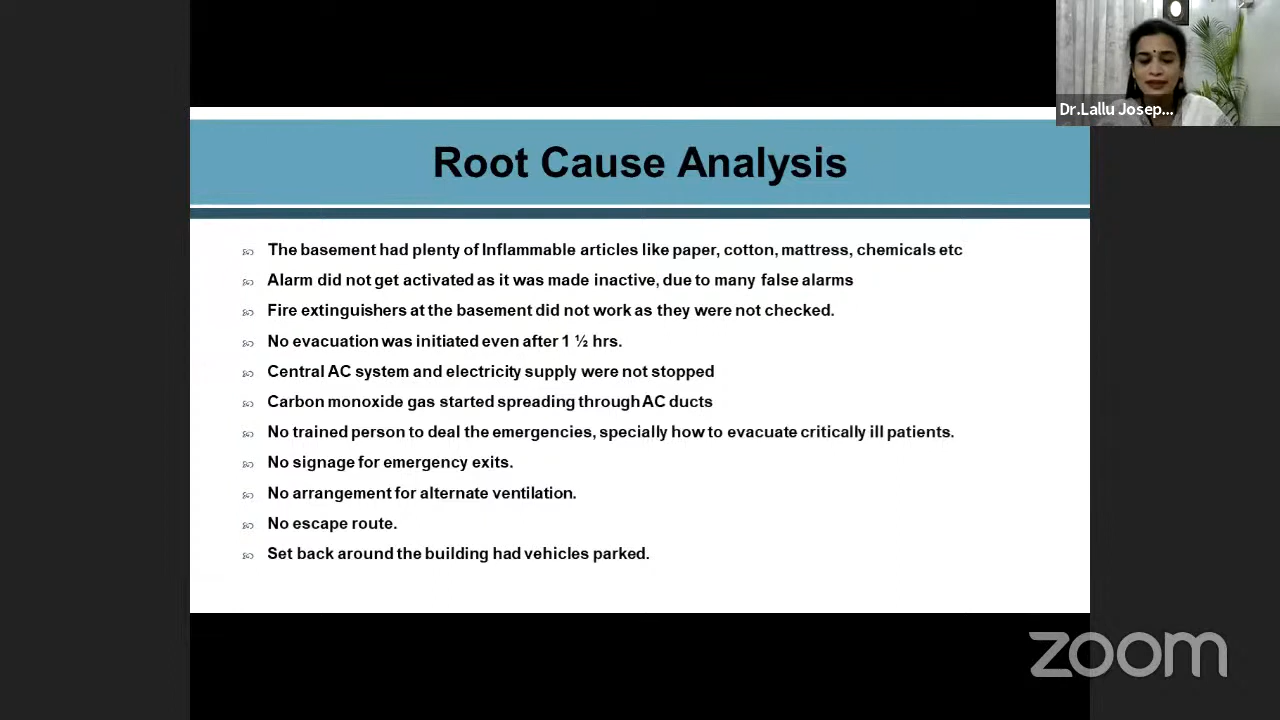 Dr.Lallu Josep...
Root Cause Analysis
The basement had plenty of Inflammable articles like paper, cotton, mattress, chemicals etc
Alarm did not get activated as it was made inactive, due to many false alarms
Fire extinguishers at the basement did not work as they were not checked.
No evacuation was initiated even after 1 ½ hrs.
Central AC system and electricity supply were not stopped
Carbon monoxide gas started spreading through AC ducts
No trained person to deal the emergencies, specially how to evacuate critically ill patients.
No signage for emergency exits.
No arrangement for alternate ventilation.
No escape route.
Set back around the building had vehicles parked.
zoom